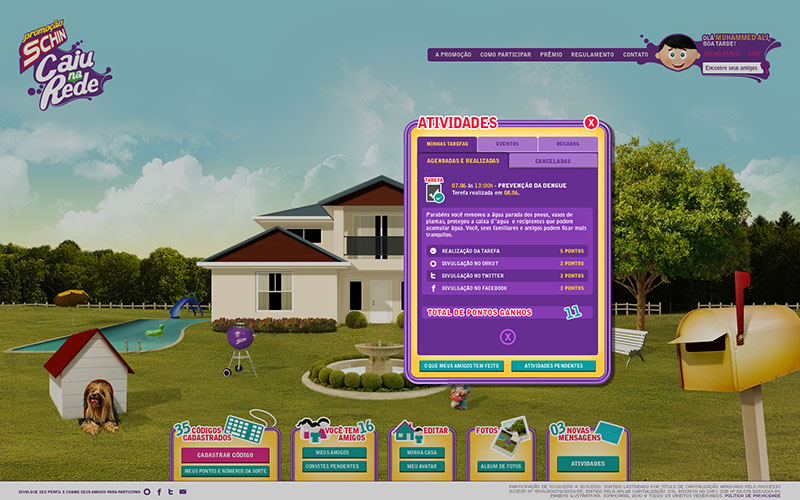 promoção
SCHIN
Caiu
na
Rede
A PROMOÇÃO COMO PARTICIPAR PRÊMIO REGULAMENTO CONTATO
OLÁ MUHAMMED ALI,
BOA TARDE!
Encontre seus amigos
ATIVIDADES X
MINHAS TAREFAS EVENTOS RECADOS
AGENDADAS E REALIZADAS CANCELADAS
TAREFA
07.06 às 13:00h - PREVENÇÃO DA DENGUE
Terefa realizada em 08.06.
Parabéns você removeu a água parada dos pneus, vasos de
plantas, protegeu a caixa d´água e recipientes que podem
acumular água. Você, seus familiares e amigos podem ficar mais
tranquilos.
REALIZAÇÃO DA TAREFA 5 PONTOS
DIVULGAÇÃO NO ORKUT 2 PONTOS
DIVULGAÇÃO NO TWITTER 2 PONTOS
DIVULGAÇÃO NO FACEBOOK 2 PONTOS
TOTAL DE PONTOS GANHOS 11
X
O QUE MEUS AMIGOS TEM FEITO ATIVIDADES PENDENTES
35 CÓDIGOS
CADASTRADOS
CADASTRAR CÓDIGO
MEUS PONTOS E NÚMEROS DA SORTE
VOCÊ TEM 16
AMIGOS
MEUS AMIGOS
CONVITES PENDENTES
EDITAR
MINHA CASA
MEU AVATAR
FOTOS
ALBUM DE FOTOS
03 NOVAS
MENSAGENS
ATIVIDADES
DIVULGUE SEU PERFIL E CHAME SEUS AMIGOS PARA PARTICIPAR
POLÍTICA DE PRIVACIDADE